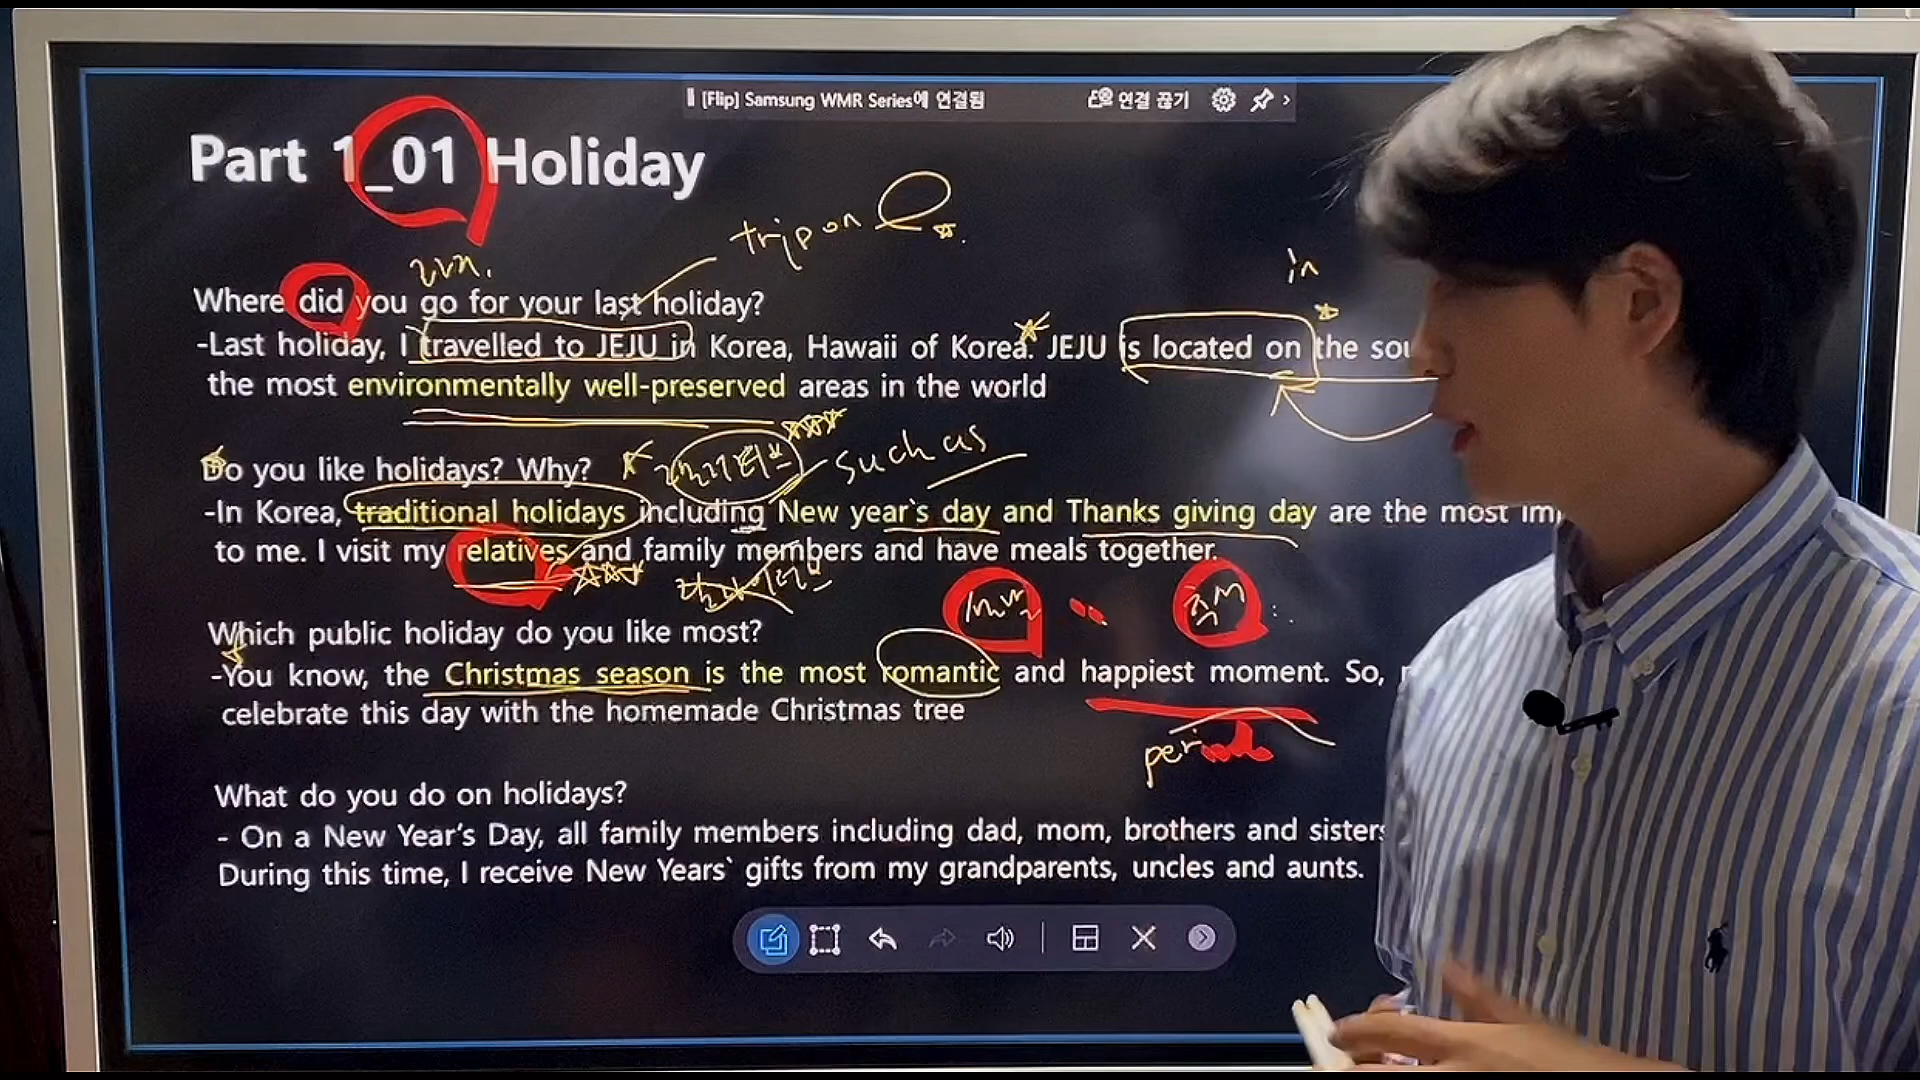 [Flip] Samsung WMR Series에 연결됨 연결 끊기
Part 1_01 Holiday
trip on
in
Where did you go for your last holiday?
-Last holiday, I travelled to JEJU in Korea, Hawaii of Korea. JEJU is located on the sou
the most environmentally well-preserved areas in the world
such as
Do you like holidays? Why?
-In Korea, traditional holidays including New year`s day and Thanks giving day are the most im
to me. I visit my relatives and family members and have meals together.
Which public holiday do you like most?
-You know, the Christmas season is the most romantic and happiest moment. So,
celebrate this day with the homemade Christmas tree
What do you do on holidays?
- On a New Year's Day, all family members including dad, mom, brothers and sisters
During this time, I receive New Years` gifts from my grandparents, uncles and aunts.